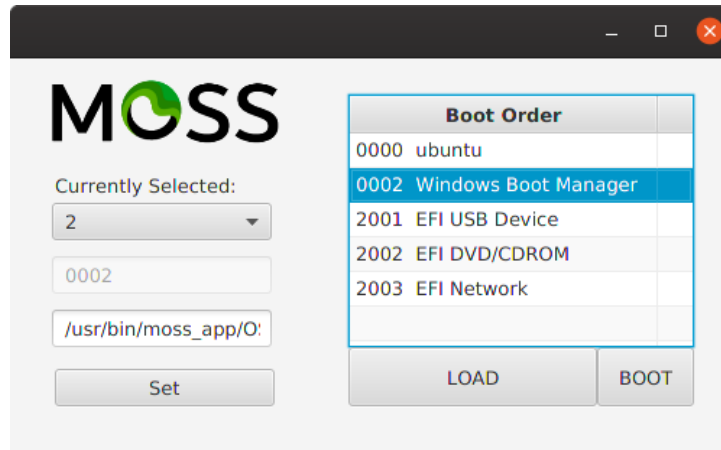 MOSS
Currently Selected:
2
0002
/usr/bin/moss_app/O
Set
Boot Order
0000 ubuntu
0002 Windows Boot Manager
2001 EFI USB Device
2002 EFI DVD/CDROM
2003 EFI Network
LOAD
BOOT